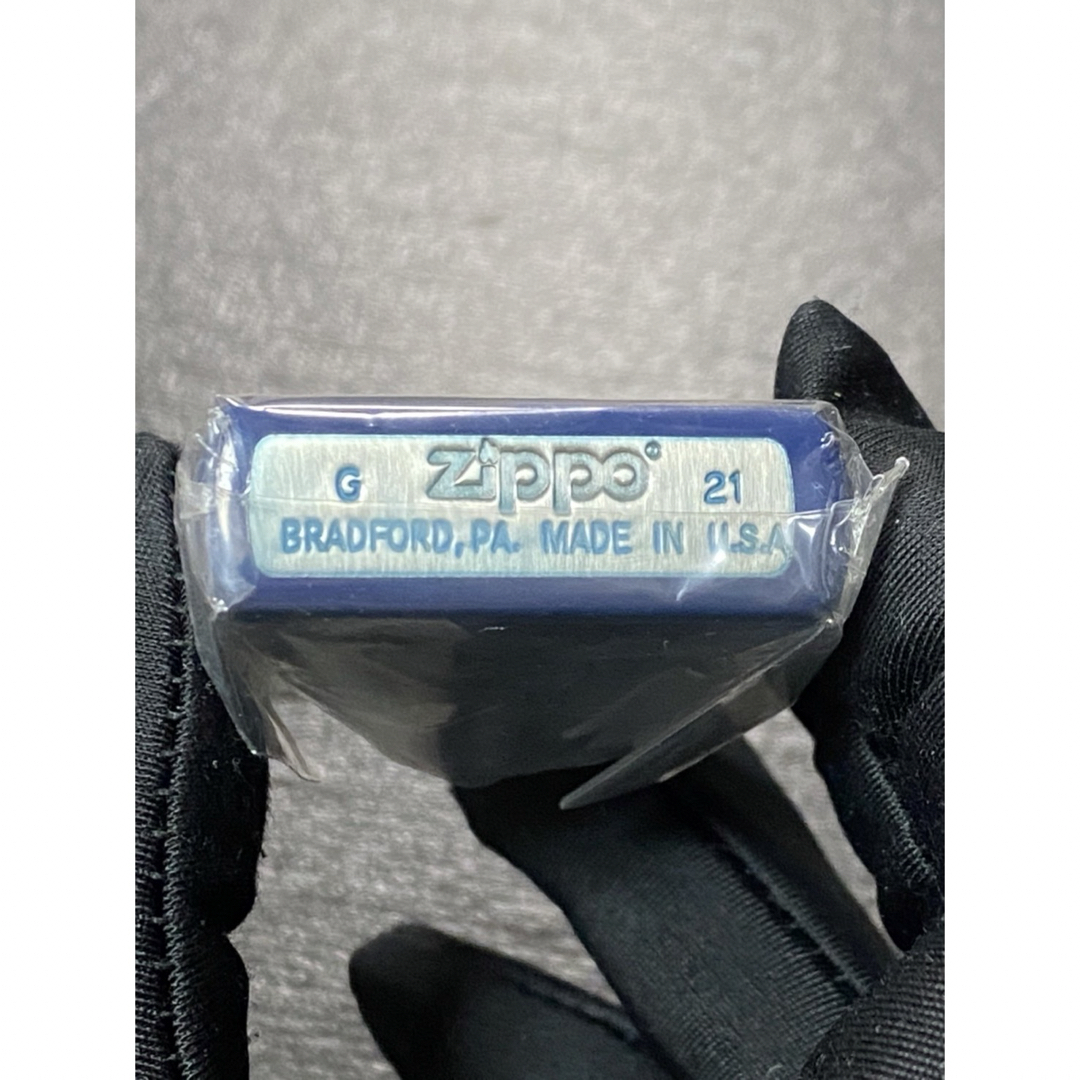 G zippo® 21
BRADFORD, PA. MADE IN U.S.A